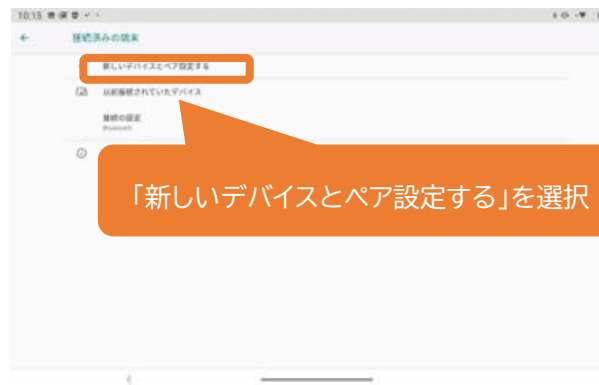 10:15
接続済みの端末
新しいデバイスとペア設定する
以前接続されていたデバイス
接続の設定
Bluetooth
「新しいデバイスとペア設定する」を選択